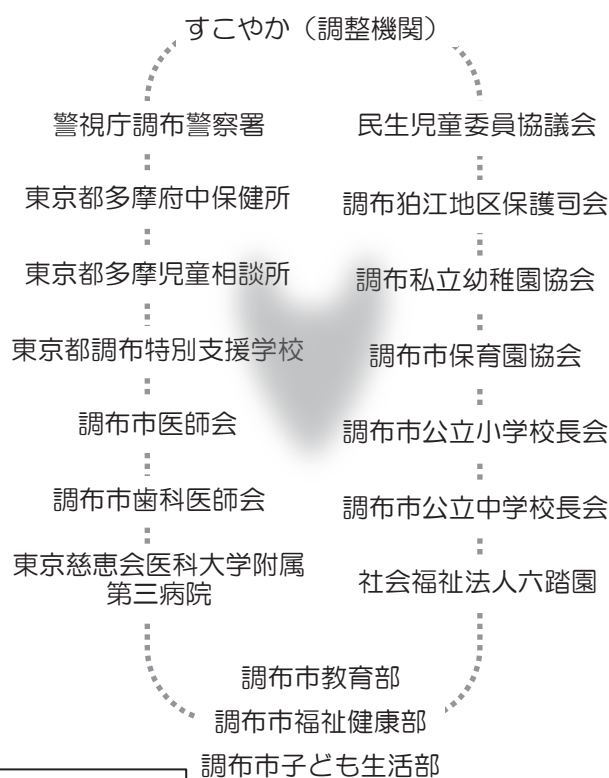 すこやか（調整機関）
警視庁調布警察署
東京都多摩府中保健所
東京都多摩児童相談所
東京都調布特別支援学校
調布市医師会
調布市歯科医師会
東京慈恵会医科大学附属
第三病院
民生児童委員協議会
調布狛江地区保護司会
調布私立幼稚園協会
調布市保育園協会
調布市公立小学校長会
調布市公立中学校長会
社会福祉法人六踏園
調布市教育部
調布市福祉健康部
調布市子ども生活部